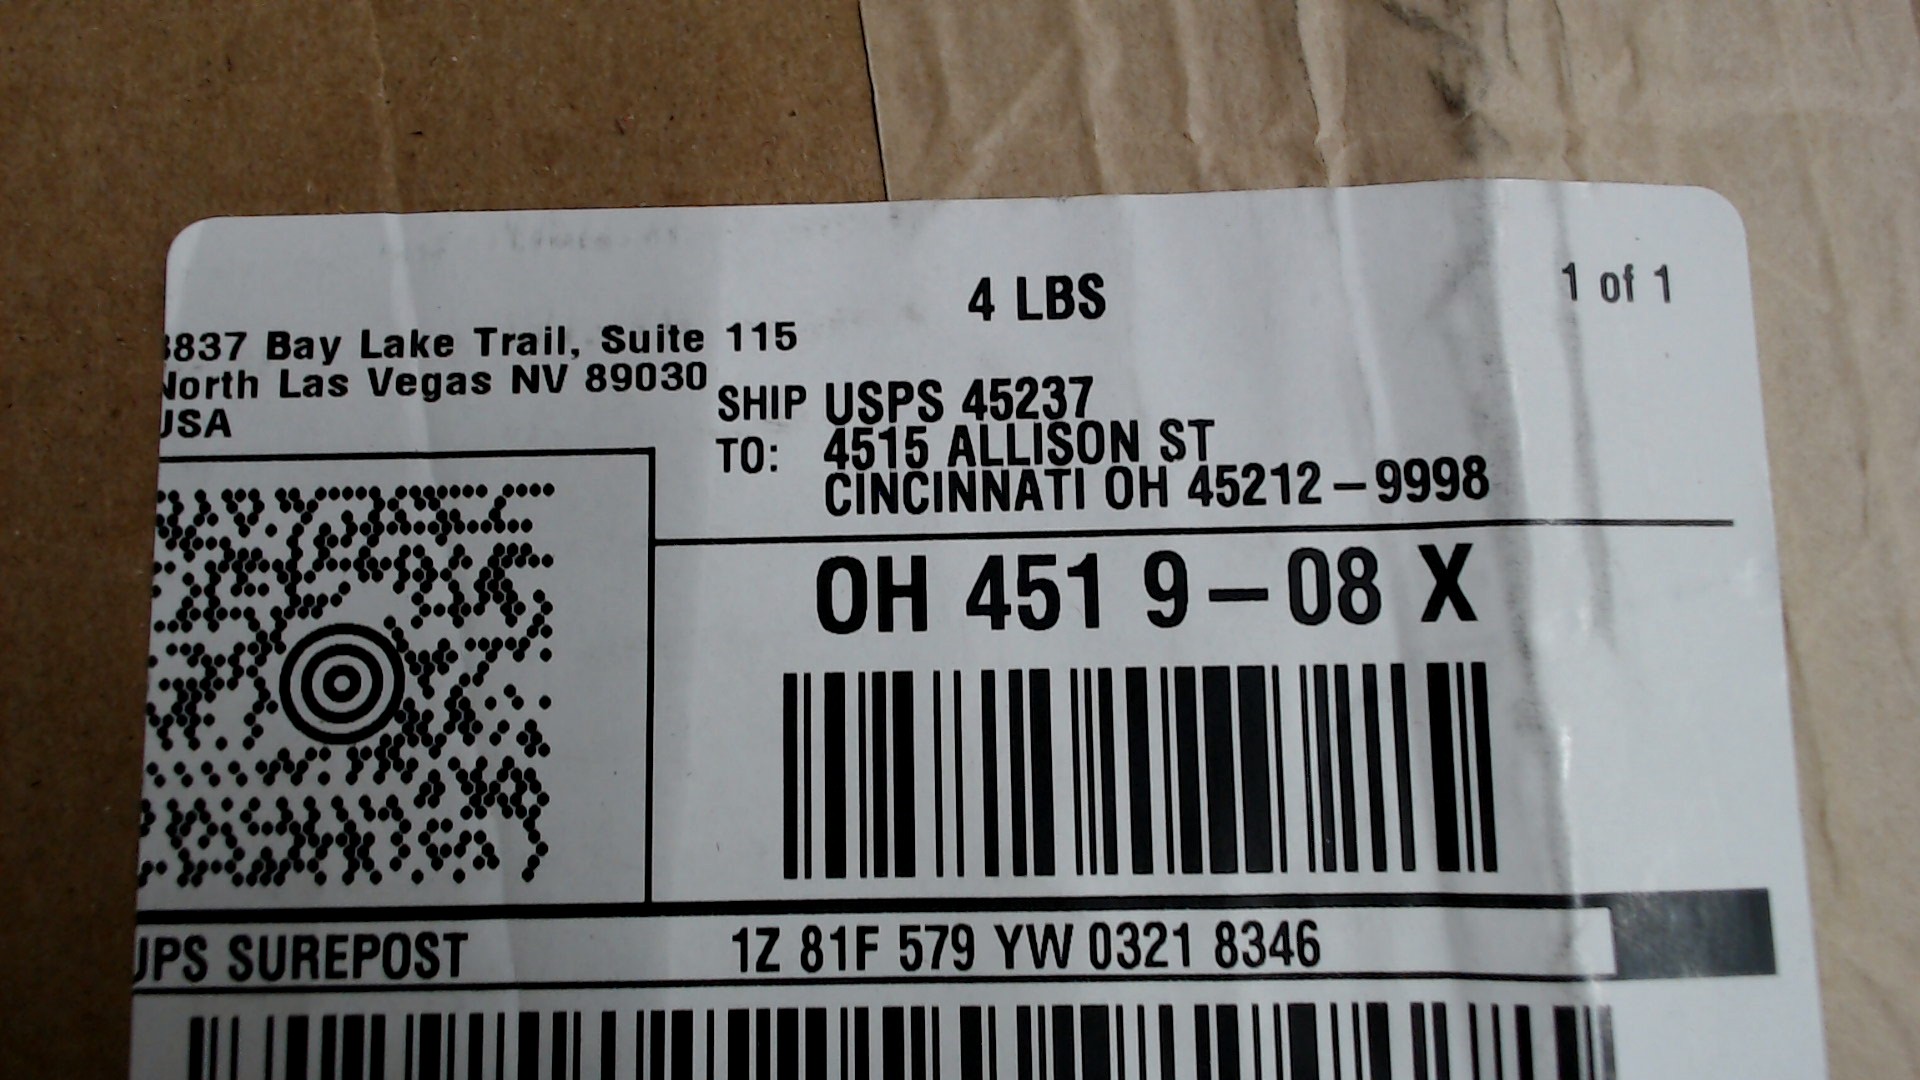 4 LBS
1 of 1
3837 Bay Lake Trail, Suite 115
North Las Vegas NV 89030
USA
SHIP TO:
USPS 45237
4515 ALLISON ST
CINCINNATI OH 45212-9998
OH 451 9-08 X
UPS SUREPOST
1Z 81F 579 YW 0321 8346